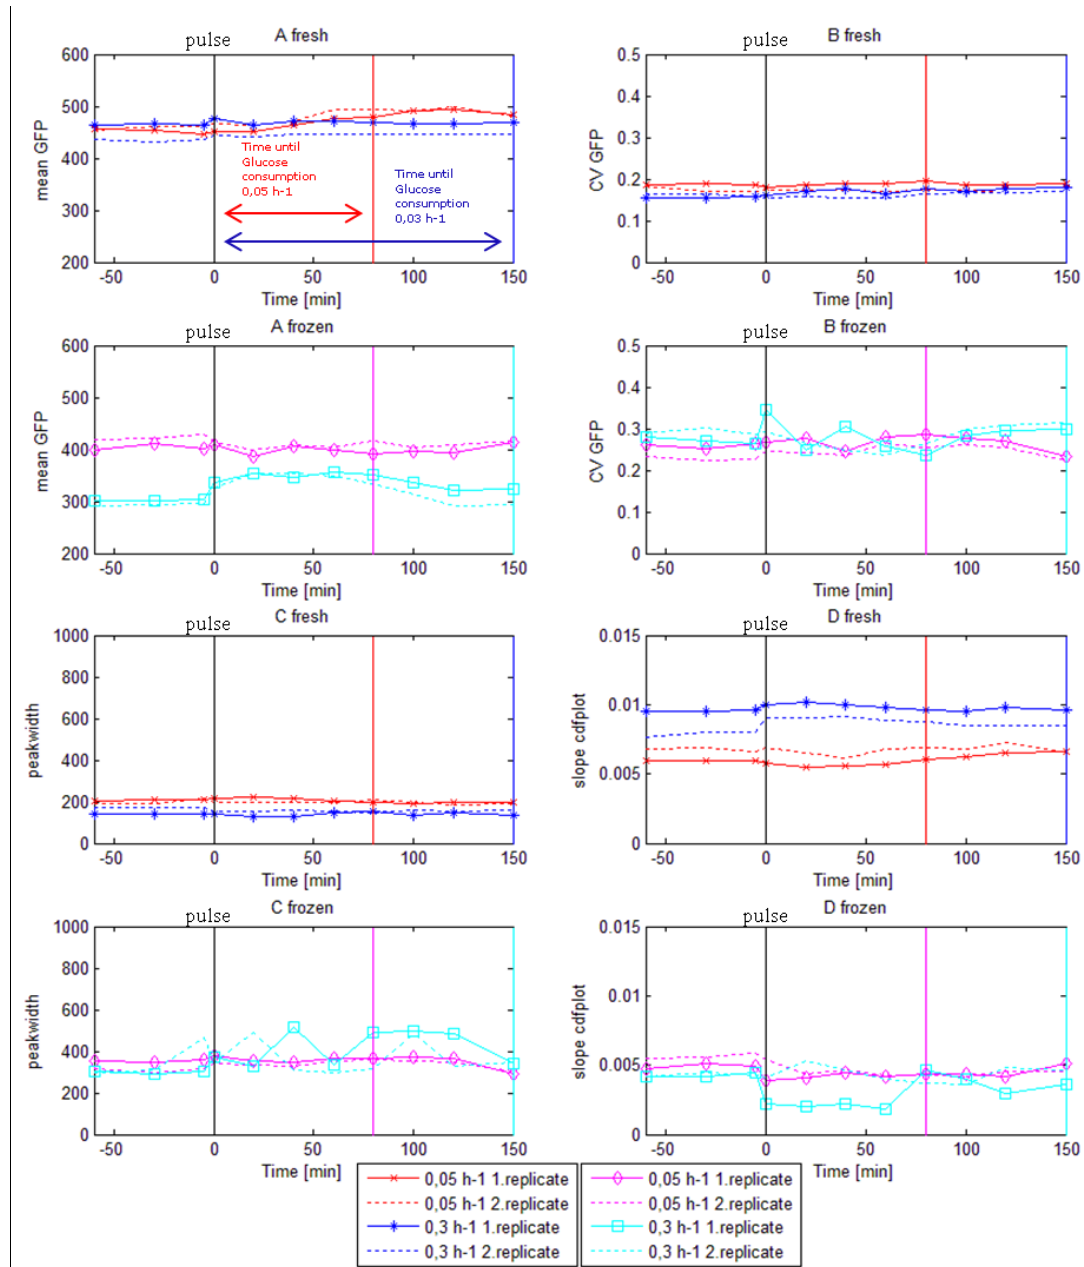 pulse A fresh
600
500
400
300
200
mean GFP
Time until
Glucose
consumption
0,05 h-1
Time until
Glucose
consumption
0,03 h-1
-50 0 50 100 150
Time [min]
pulse B fresh
0.5
0.4
0.3
0.2
0.1
0
CV GFP
-50 0 50 100 150
Time [min]
pulse A frozen
600
500
400
300
200
mean GFP
-50 0 50 100 150
Time [min]
pulse B frozen
0.5
0.4
0.3
0.2
0.1
0
CV GFP
-50 0 50 100 150
Time [min]
pulse C fresh
1000
800
600
400
200
0
peakwidth
-50 0 50 100 150
Time [min]
pulse D fresh
0.015
0.01
0.005
0
slope cdfplot
-50 0 50 100 150
Time [min]
pulse C frozen
1000
800
600
400
200
0
peakwidth
-50 0 50 100 150
Time [min]
pulse D frozen
0.015
0.01
0.005
0
slope cdfplot
-50 0 50 100 150
Time [min]
0,05 h-1 1.replicate
0,05 h-1 2.replicate
0,3 h-1 1.replicate
0,3 h-1 2.replicate
0,05 h-1 1.replicate
0,05 h-1 2.replicate
0,3 h-1 1.replicate
0,3 h-1 2.replicate